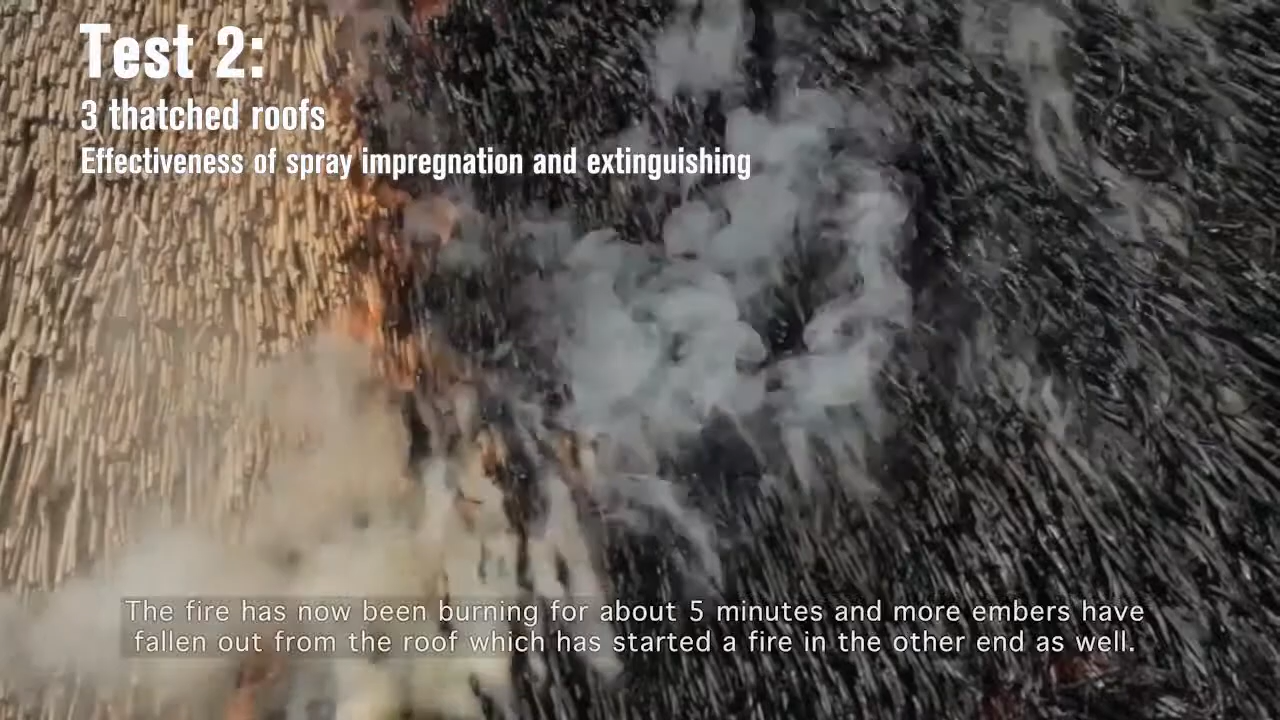 Test 2:
3 thatched roofs
Effectiveness of spray impregnation and extinguishing
The fire has now been burning for about 5 minutes and more embers have
fallen out from the roof which has started a fire in the other end as well.